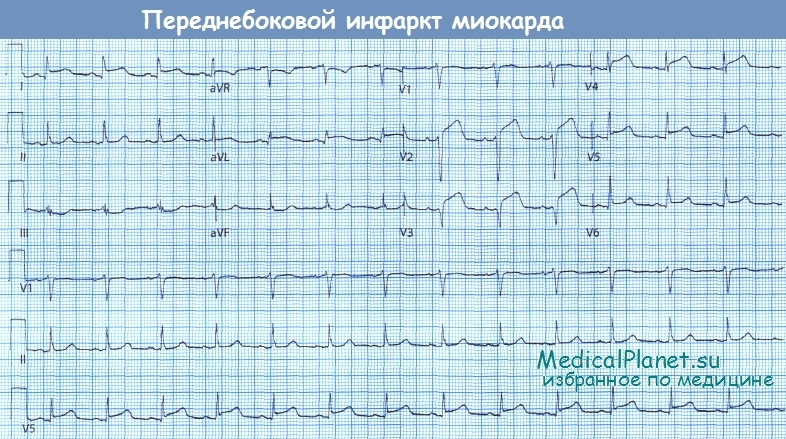 Переднебоковой инфаркт миокарда
I aVR V1 V4
II aVL V2 V5
III aVF V3 V6
V1
II
V5
MedicalPlanet.su
избранное по медицине